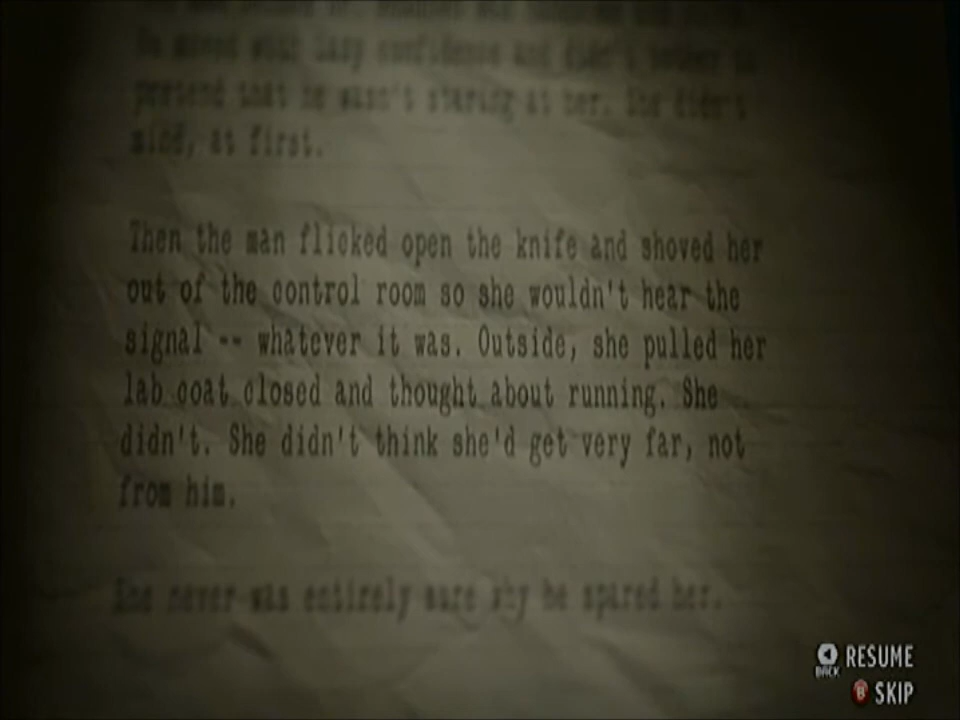 He moved with lazy confidence and didn't bother to
pretend that he wasn't staring at her. She didn't
mind, at first.
Then the man flicked open the knife and shoved her
out of the control room so she wouldn't hear the
signal -- whatever it was. Outside, she pulled her
lab coat closed and thought about running. She
didn't. She didn't think she'd get very far, not
from him.
She never was entirely sure why he spared her.
BACK RESUME
B SKIP